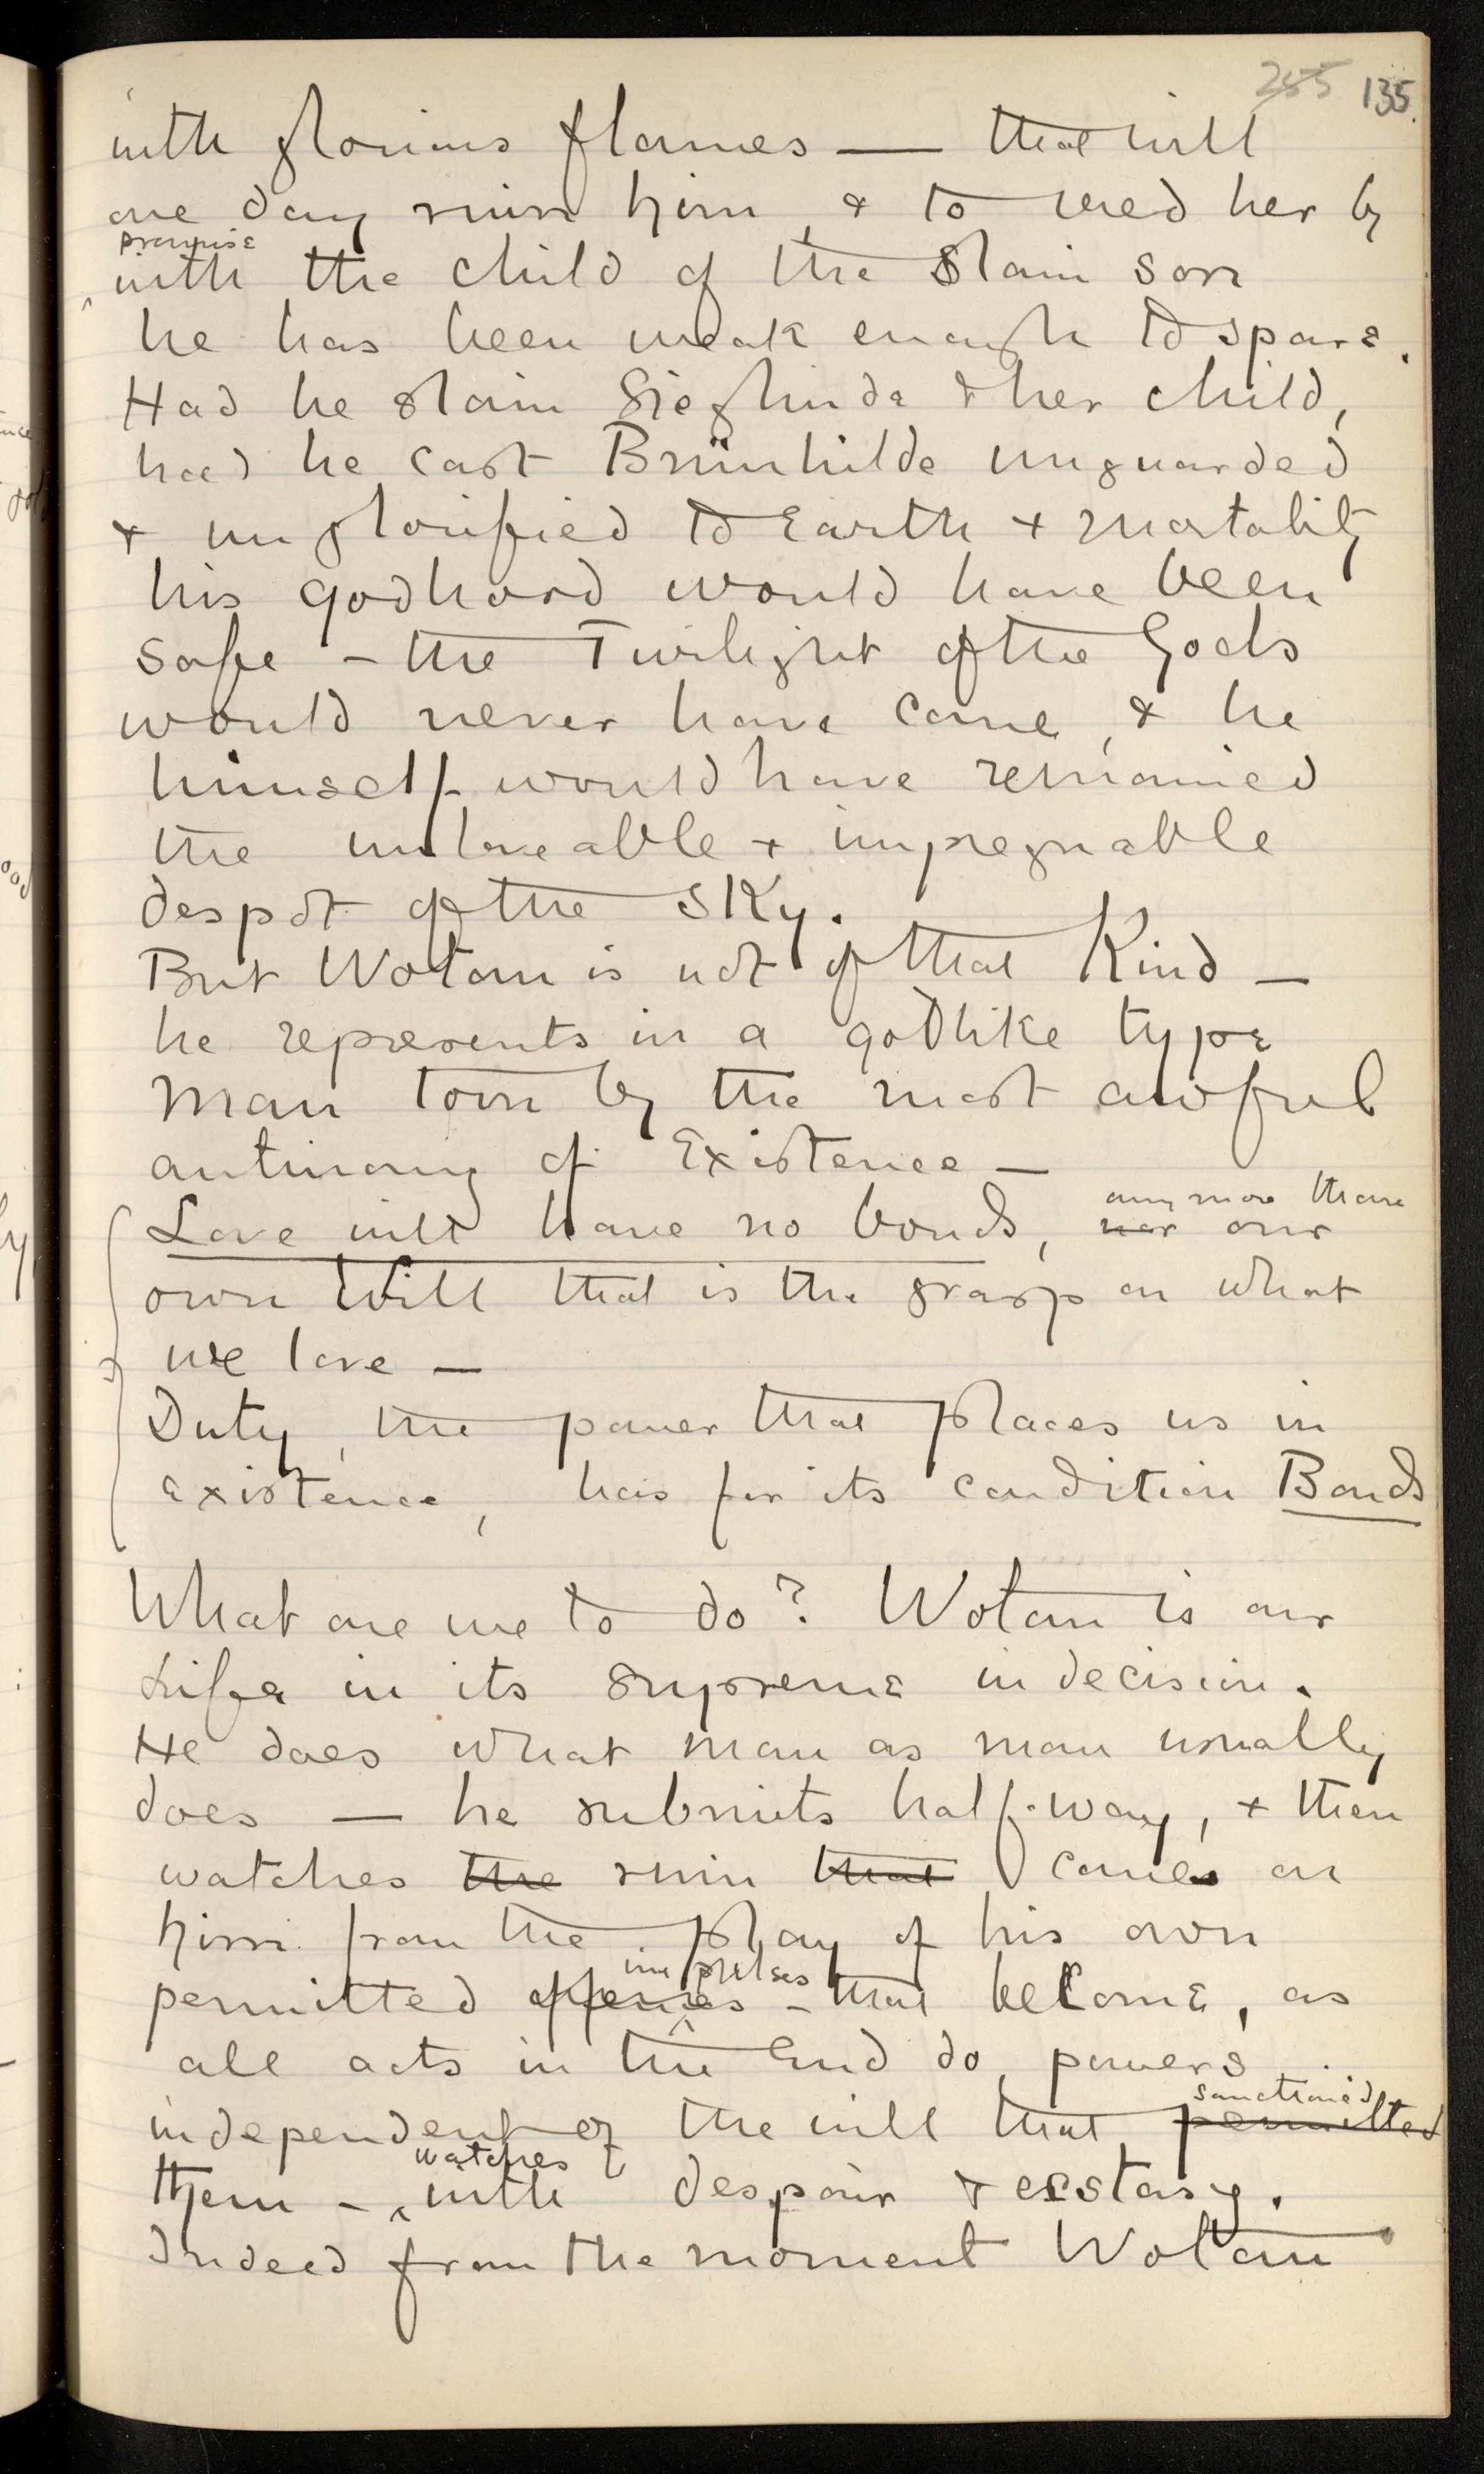 255 135.
with glorious flames — that will
one day ruin him, & to wed her by
promise
with the child of the slain son
he has been weak enough to spare.
Had he slain Sieglinda & her child,
had he cast Brünhilde unguarded
& unglorified to Earth & mortality
his godhood would have been
safe – the Twilight of the Gods
would never have come, & he
himself would have remained
the unloveable & impregnable
despot of the sky.
But Wotan is not of that Kind —
he represents in a godlike type
man torn by the most awful
antinomy of Existence —
any more than
Love will have no bonds, nor our
own Will that is the grasp on what
we love —
Duty, the power that places us in
existence, has for its condition Bonds
What are we to do? Wotan is our
Life in its supreme indecision.
He does what man as man usually
does — he submits half-way, & then
watches the ruin that comes on
him from the play of his own
impulses
permitted – that become, as
all acts in the End do, powers
sanctioned
independent of the will that permitted
watches
them – with despair & ecstasy.
Indeed from the moment Wotan